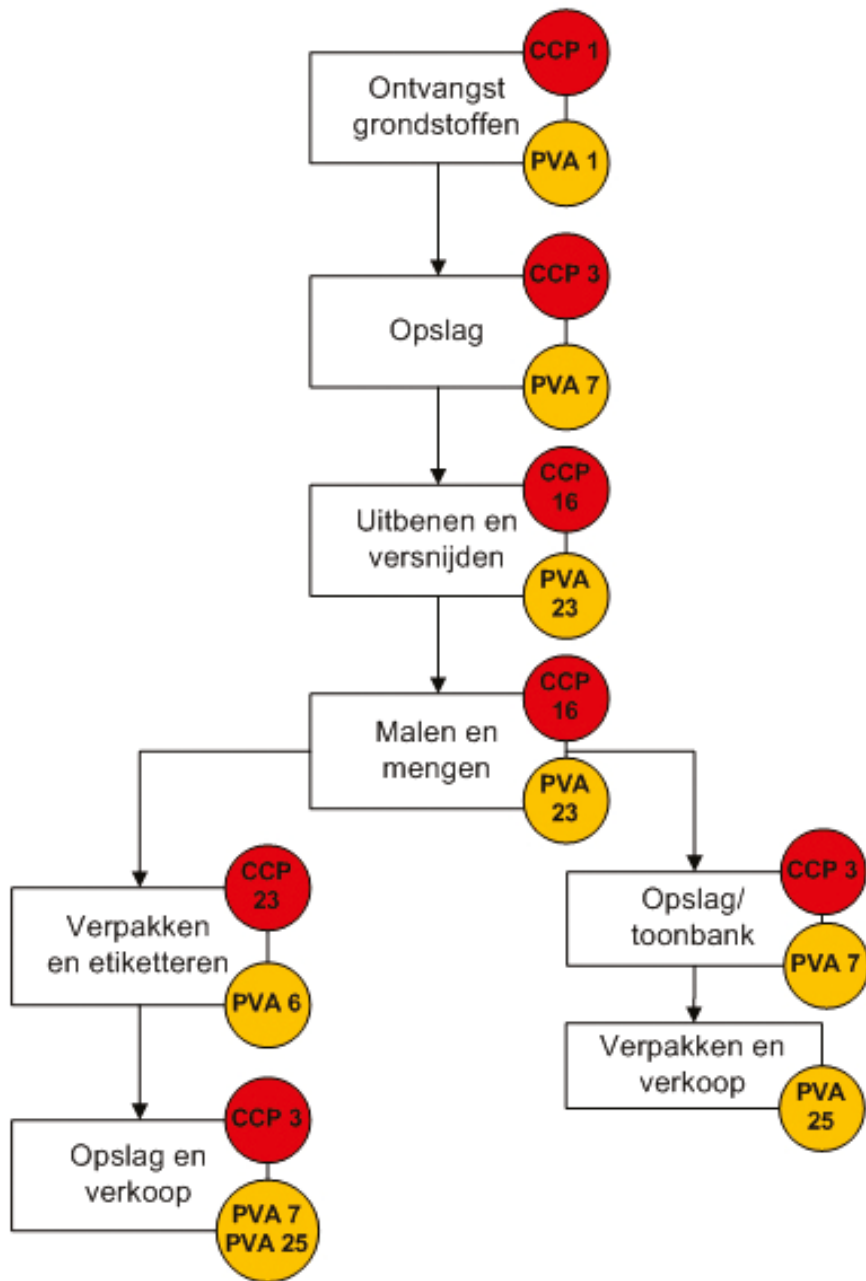 CCP 1
Ontvangst
grondstoffen
PVA 1
CCP 3
Opslag
PVA 7
CCP
16
Uitbenen en
versnijden
PVA
23
CCP
16
Malen en
mengen
PVA
23
CCP
23
Verpakken
en etiketteren
PVA 6
CCP 3
Opslag en
verkoop
PVA 7
PVA 25
CCP 3
Opslag/
toonbank
PVA 7
Verpakken en
verkoop
PVA
25